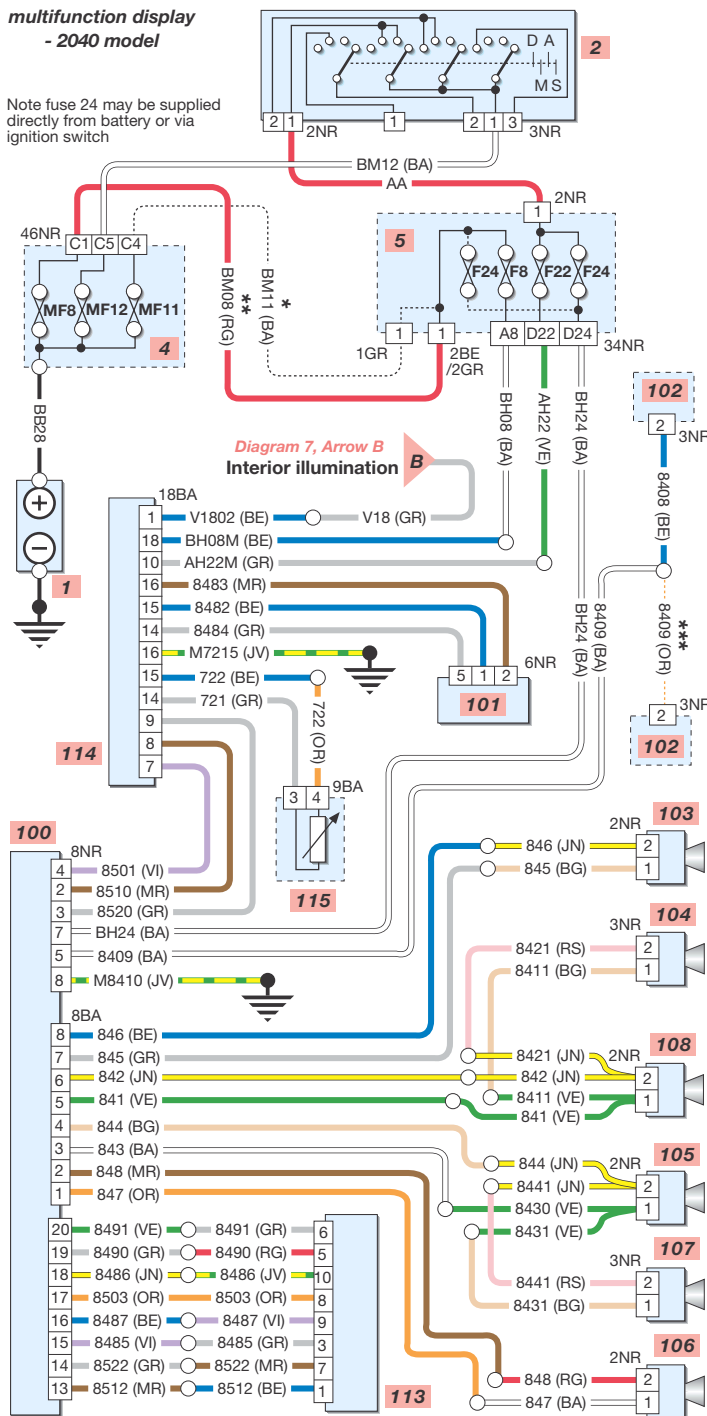 multifunction display
- 2040 model
Note fuse 24 may be supplied
directly from battery or via
ignition switch
D A
M S
2
2 1
2NR
1
2 1 3
3NR
BM12 (BA)
AA
46NR
C1 C5 C4
MF8
MF12
MF11
4
BM08 (RG)
**
BM11 (BA)
*
2NR
1
5
F24
F8
F22
F24
1
1GR
1
2BE
/2GR
A8 D22 D24
34NR
BB28
+
−
1
BH08 (BA)
AH22 (VE)
BH24 (BA)
102
2
3NR
8408 (BE)
8409 (OR)
***
2
3NR
102
Diagram 7, Arrow B
Interior illumination
B
18BA
1 V1802 (BE) V18 (GR)
18 BH08M (BE)
10 AH22M (GR)
16 8483 (MR)
15 8482 (BE)
14 8484 (GR)
16 M7215 (JV)
15 722 (BE)
14 721 (GR)
9
8
7
114
722 (OR)
5 1 2
6NR
101
BH24 (BA)
8409 (BA)
3 4
9BA
115
100
8NR
4 8501 (VI)
2 8510 (MR)
3 8520 (GR)
7 BH24 (BA)
5 8409 (BA)
8 M8410 (JV)
8BA
8 846 (BE)
7 845 (GR)
6 842 (JN)
5 841 (VE)
4 844 (BG)
3 843 (BA)
2 848 (MR)
1 847 (OR)
103
2NR
846 (JN) 2
845 (BG) 1
104
3NR
8421 (RS) 2
8411 (BG) 1
108
2NR
8421 (JN)
842 (JN) 2
8411 (VE) 1
841 (VE)
105
2NR
844 (JN)
8441 (JN) 2
8430 (VE) 1
8431 (VE)
107
3NR
8441 (RS) 2
8431 (BG) 1
106
2NR
848 (RG) 2
847 (BA) 1
20 8491 (VE) 8491 (GR) 6
19 8490 (GR) 8490 (RG) 5
18 8486 (JN) 8486 (JV) 10
17 8503 (OR) 8503 (OR) 8
16 8487 (BE) 8487 (VI) 9
15 8485 (VI) 8485 (GR) 3
14 8522 (GR) 8522 (MR) 7
13 8512 (MR) 8512 (BE) 1
113